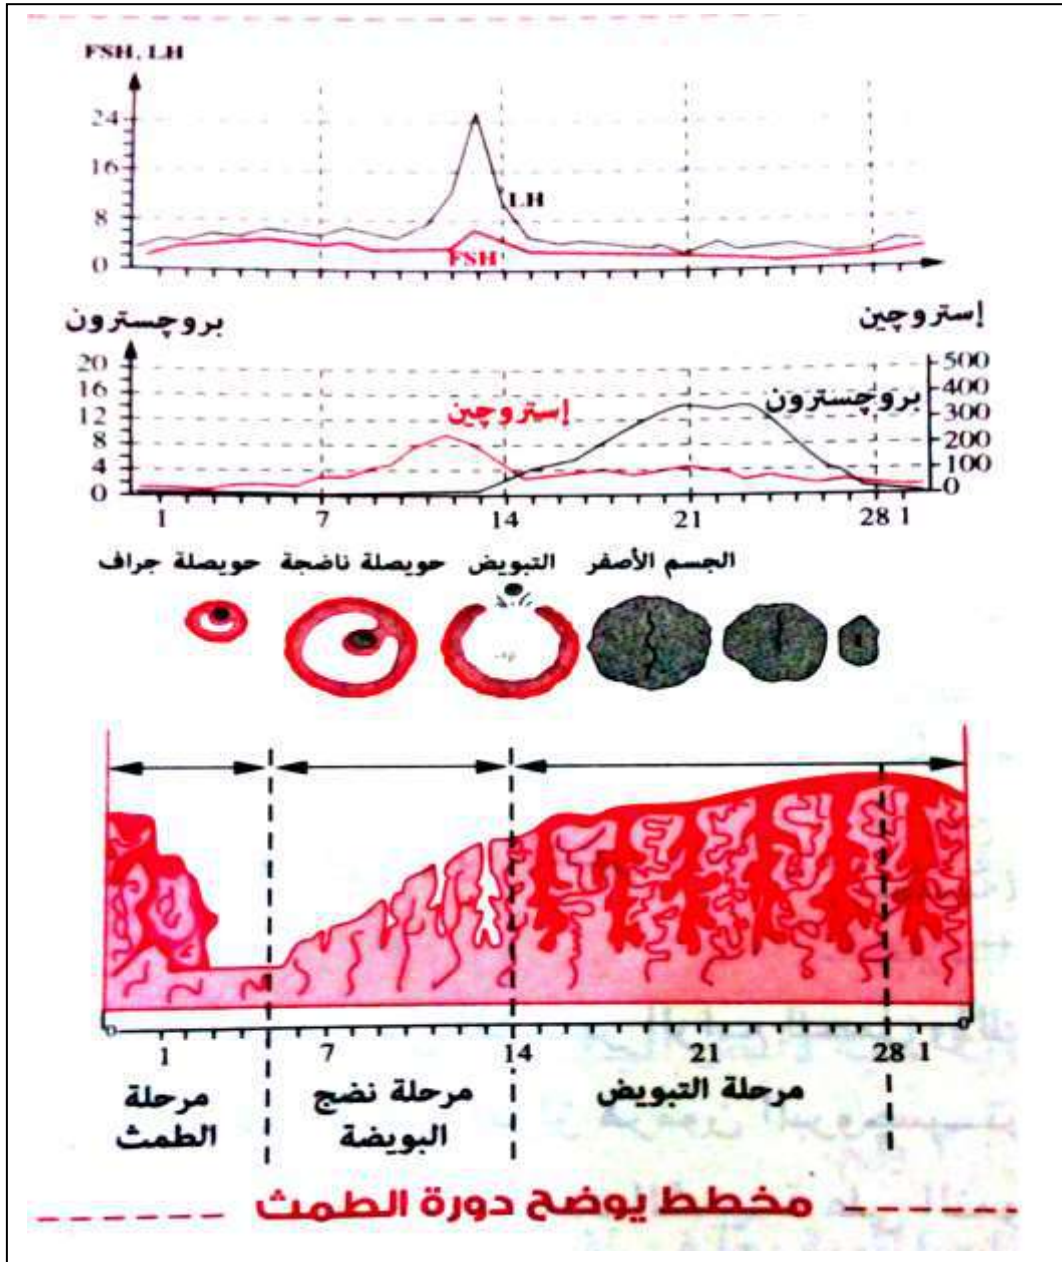 FSH, LH
24
16
8
0
LH
FSH
بروچسترون
إستروچين
20
16
12
8
4
0
500
400
300
200
100
0
إستروچين
بروچسترون
1 7 14 21 28 1
حويصلة جراف حويصلة ناضجة التبويض الجسم الأصفر
1 7 14 21 28 1
مرحلة الطمث
مرحلة نضج البويضة
مرحلة التبويض
مخطط يوضح دورة الطمث